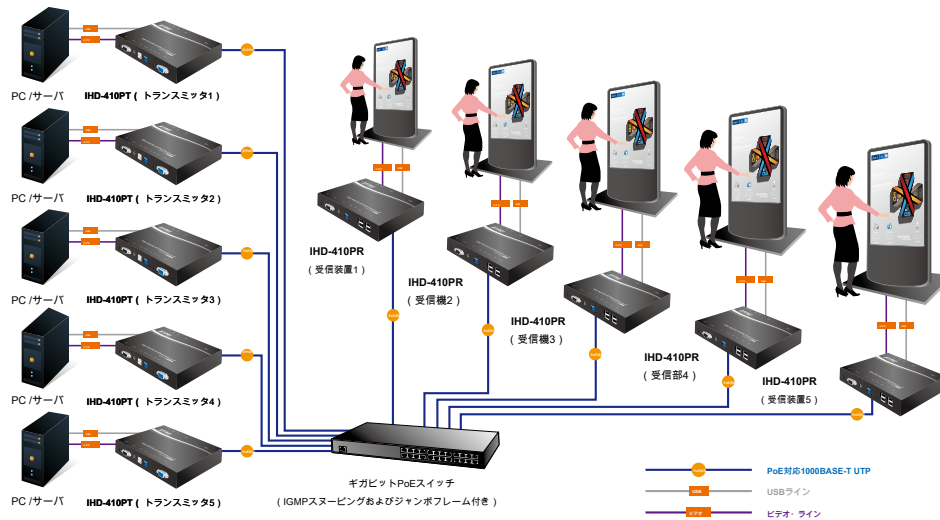 PC /サーバ
IHD-410PT ( トランスミッタ1 )
PC /サーバ
IHD-410PT ( トランスミッタ2 )
PC /サーバ
IHD-410PT ( トランスミッタ3 )
PC /サーバ
IHD-410PT ( トランスミッタ4 )
PC /サーバ
IHD-410PT ( トランスミッタ5 )
IHD-410PR
( 受信装置1 )
IHD-410PR
( 受信機2 )
IHD-410PR
( 受信機3 )
IHD-410PR
( 受信部4 )
IHD-410PR
( 受信装置5 )
ギガビットPoEスイッチ
( IGMPスヌーピングおよびジャンボフレーム付き )
PoE対応1000BASE-T UTP
USB
USBライン
ビデオ
ビデオ・ライン